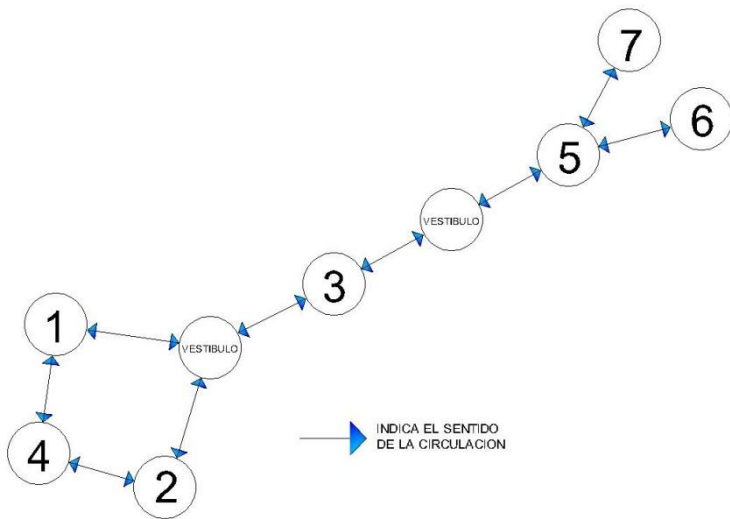 7
6
5
VESTIBULO
3
1
VESTIBULO
4
2
INDICA EL SENTIDO
DE LA CIRCULACION